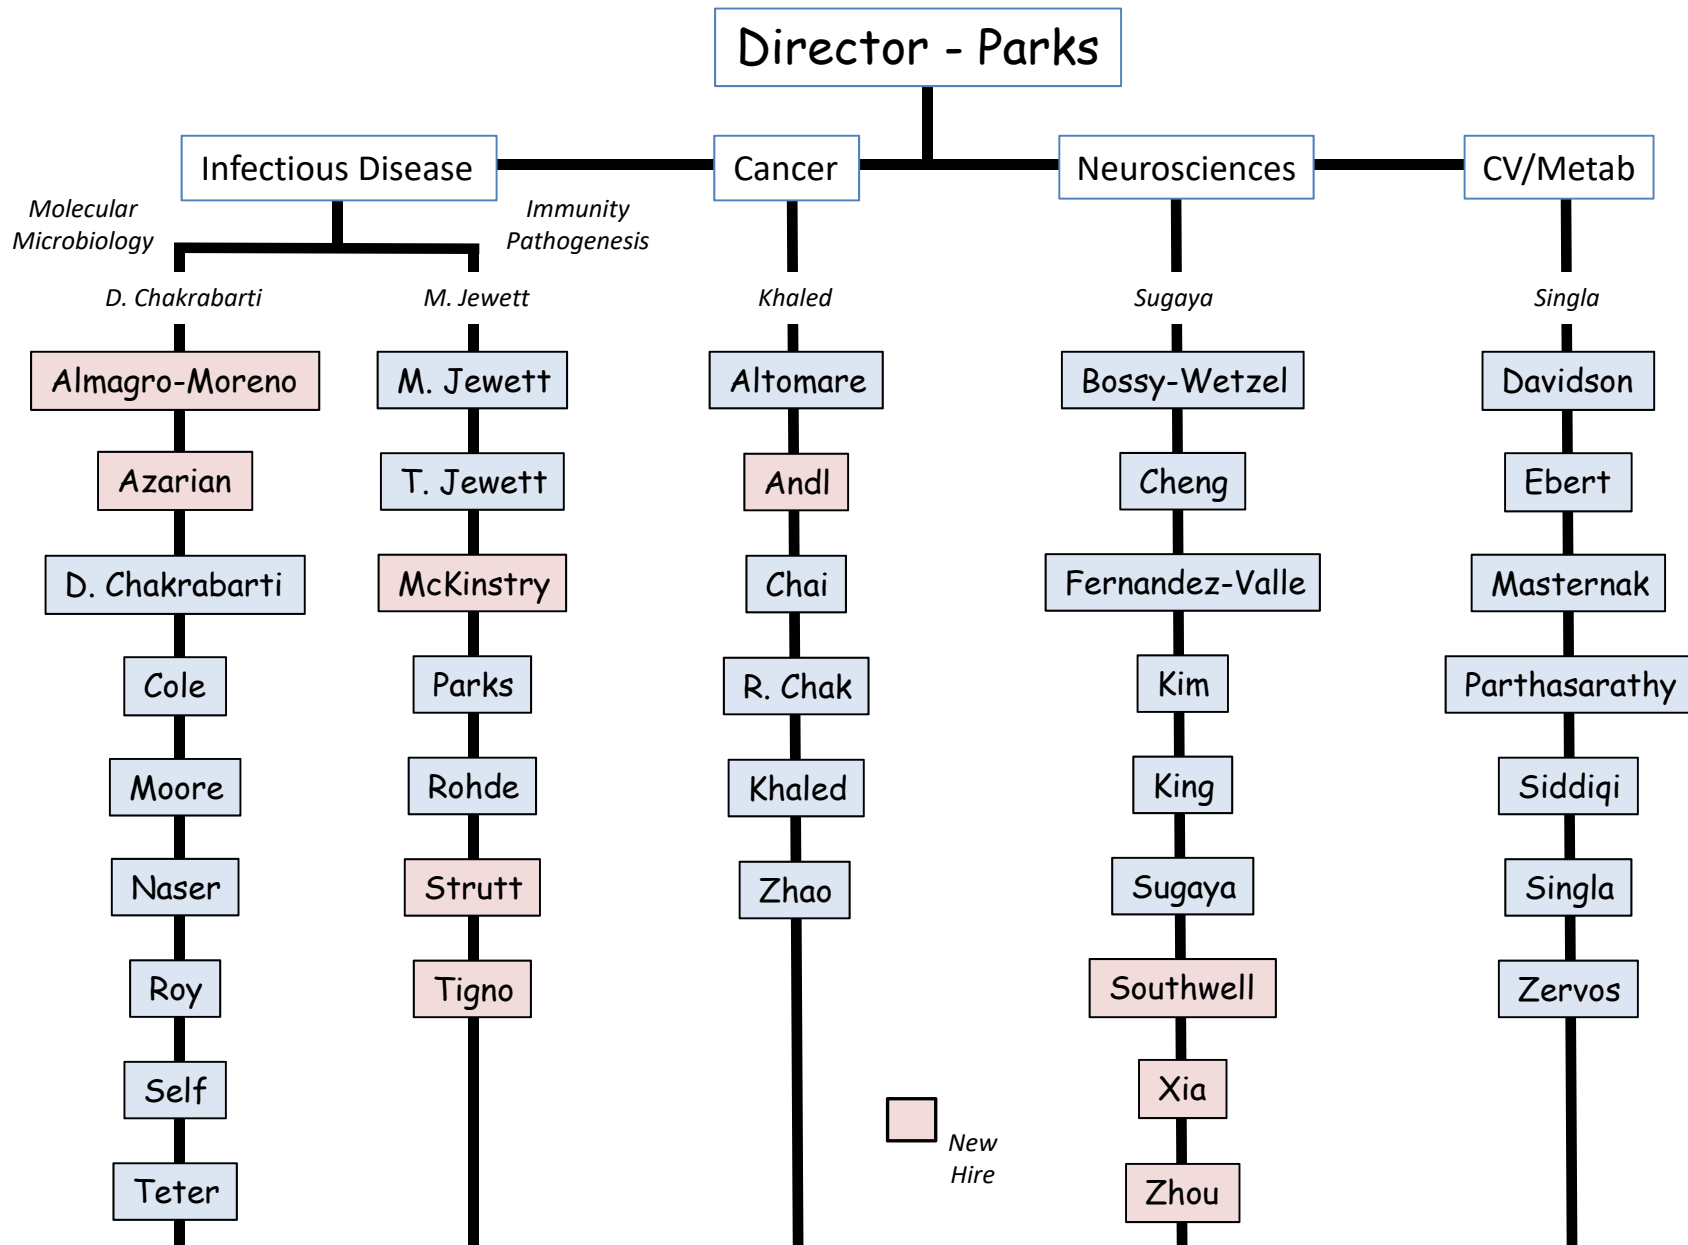 Director - Parks
Infectious Disease
Cancer
Neurosciences
CV/Metab
Molecular
Microbiology
Immunity
Pathogenesis
D. Chakrabarti
Almagro-Moreno
Azarian
D. Chakrabarti
Cole
Moore
Naser
Roy
Self
Teter
M. Jewett
M. Jewett
T. Jewett
McKinstry
Parks
Rohde
Strutt
Tigno
Khaled
Altomare
Andl
Chai
R. Chak
Khaled
Zhao
Sugaya
Bossy-Wetzel
Cheng
Fernandez-Valle
Kim
King
Sugaya
Southwell
Xia
Zhou
Singla
Davidson
Ebert
Masternak
Parthasarathy
Siddiqi
Singla
Zervos
New
Hire